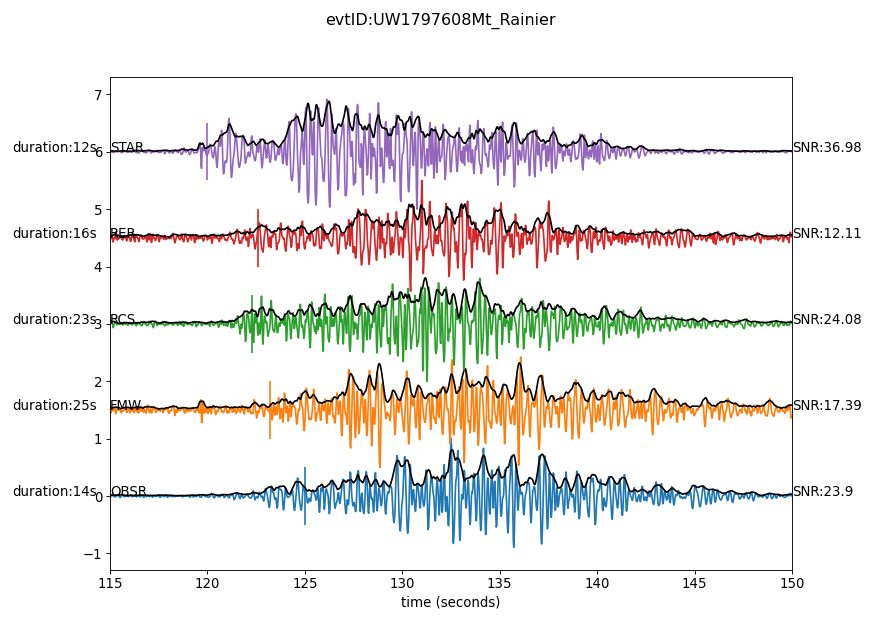 evtID:UW1797608Mt_Rainier
7
duration:12s STAR 6 SNR:36.98
5
duration:16s RER SNR:12.11
4
duration:23s RCS 3 SNR:24.08
2
duration:25s FMW SNR:17.39
1
duration:14s OBSR 0 SNR:23.9
−1
115 120 125 130 135 140 145 150
time (seconds)